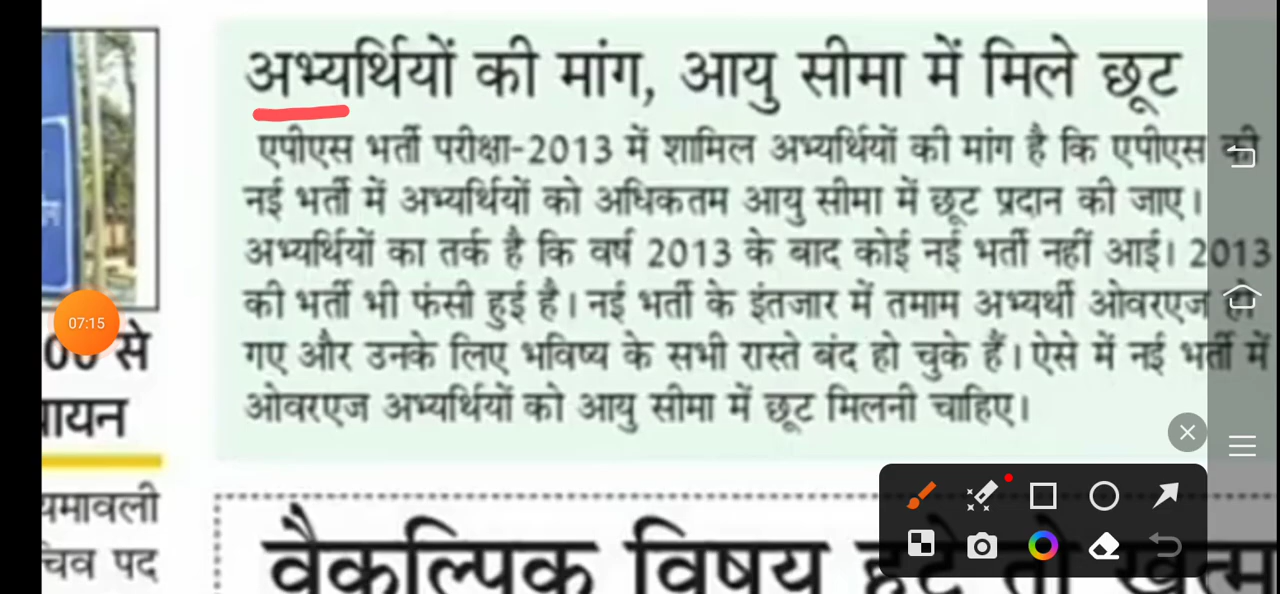 अभ्यर्थियों की मांग, आयु सीमा में मिले छूट
एपीएस भर्ती परीक्षा-2013 में शामिल अभ्यर्थियों की मांग है कि एपीएस की
नई भर्ती में अभ्यर्थियों को अधिकतम आयु सीमा में छूट प्रदान की जाए।
अभ्यर्थियों का तर्क है कि वर्ष 2013 के बाद कोई नई भर्ती नहीं आई। 2013
की भर्ती भी फंसी हुई है। नई भर्ती के इंतजार में तमाम अभ्यर्थी ओवरएज हो
गए और उनके लिए भविष्य के सभी रास्ते बंद हो चुके हैं। ऐसे में नई भर्ती में
ओवरएज अभ्यर्थियों को आयु सीमा में छूट मिलनी चाहिए।
07:15
00 से
यमावली
चिव पद
वैकल्पिक विषय हटे तो खत्म